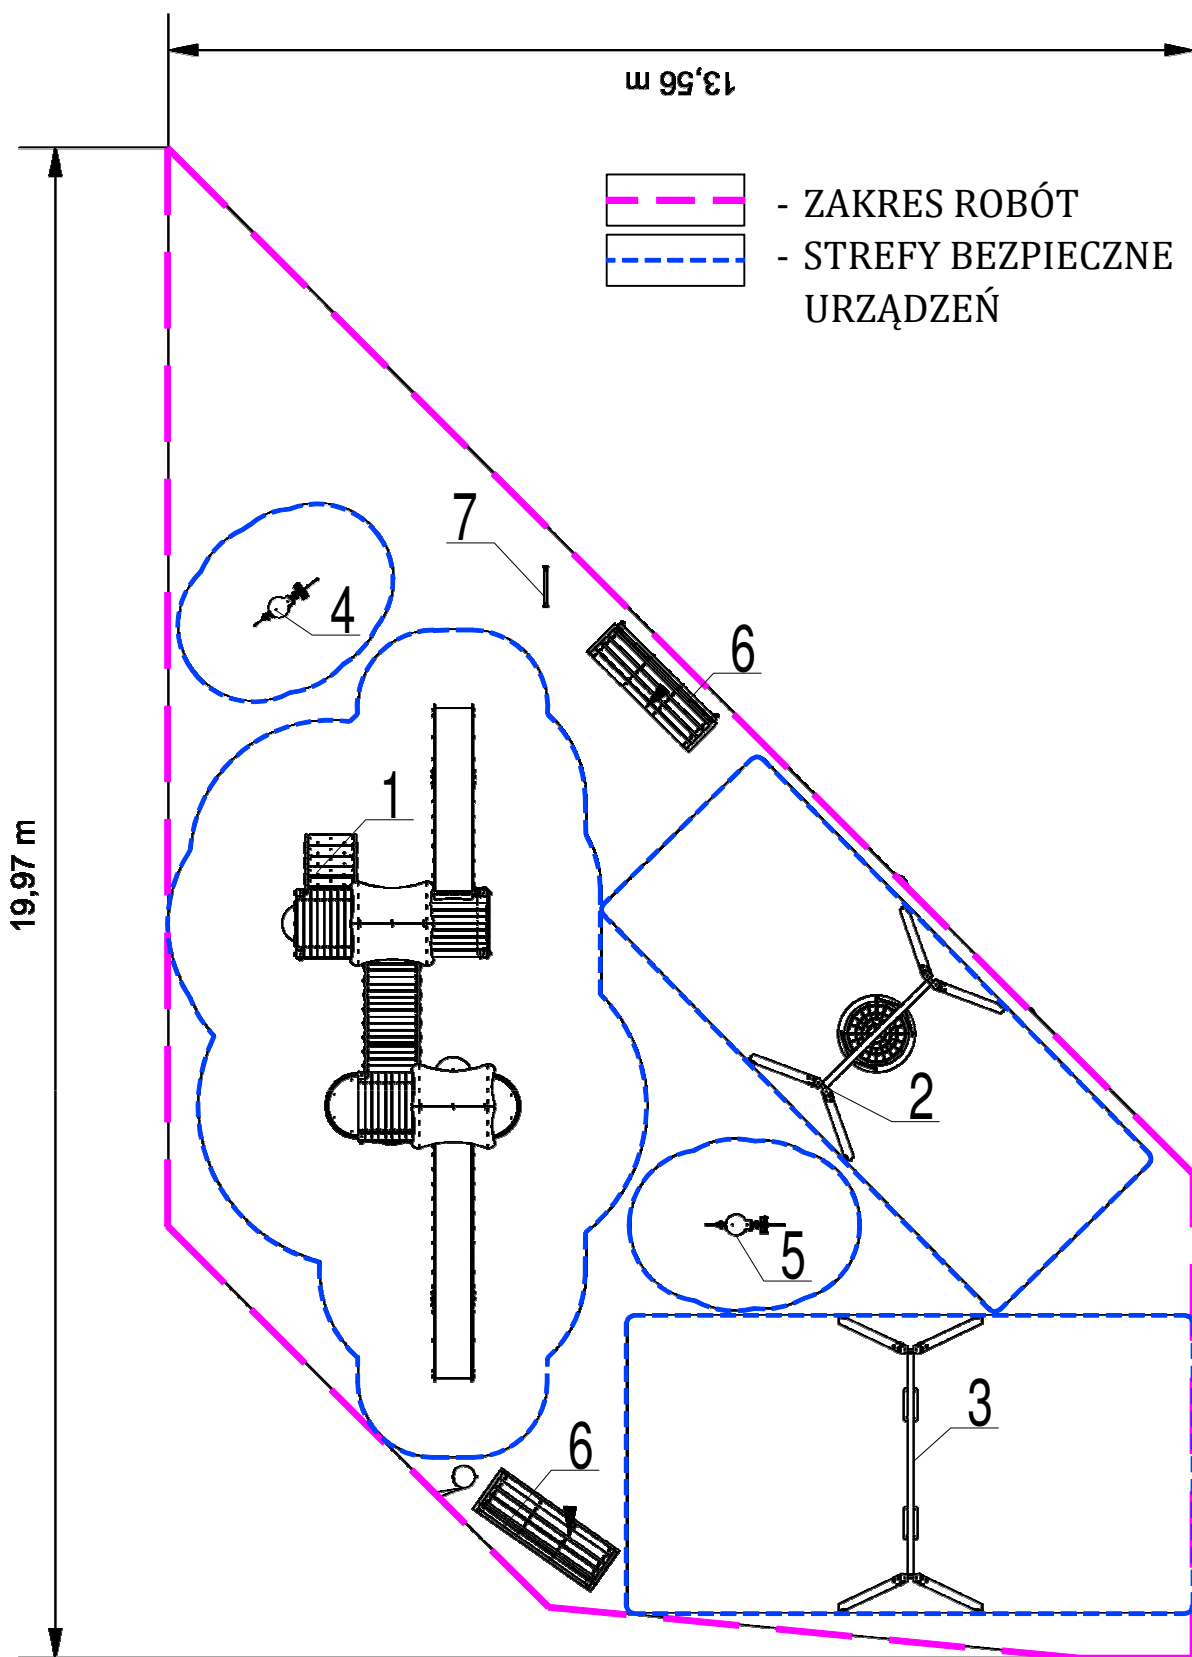 13,56 m
- ZAKRES ROBÓT
- STREFY BEZPIECZNE
URZĄDZEŃ
7
4
6
1
19,97 m
2
5
3
6